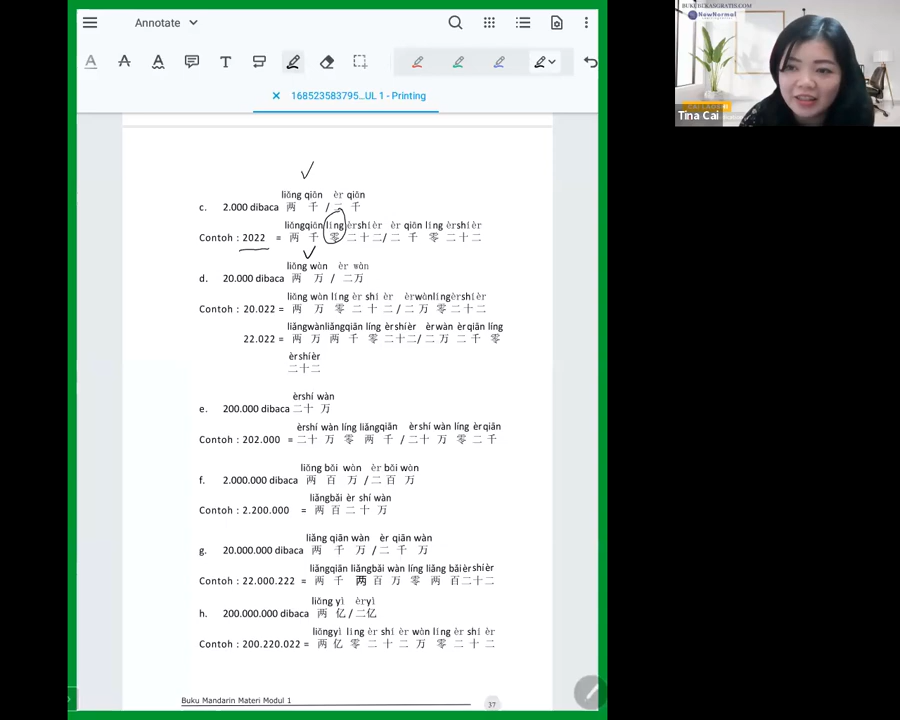 Annotate
BUKUBEKASGRATIS.COM
NewNormal
168523583795...UL 1 - Printing
Tina Cai
liǎng qiān èr qiān
c. 2.000 dibaca 两 千 / 二 千
liǎngqiān líng èrshíèr èr qiān líng èrshíèr
Contoh : 2022 = 两 千 零 二十二/ 二 千 零 二十二
liǎng wàn èr wàn
d. 20.000 dibaca 两 万 / 二万
liǎng wàn líng èr shí èr èrwànlíngèrshíèr
Contoh : 20.022 = 两 万 零 二 十 二 / 二 万 零 二十二
liǎngwànliǎngqiān líng èrshíèr èrwàn èrqiān líng
22.022 = 两 万 两 千 零 二十二/ 二 万 二 千 零
èrshíèr
二十二
èrshí wàn
e. 200.000 dibaca 二十 万
èrshí wàn líng liǎngqiān èrshí wàn líng èrqiān
Contoh : 202.000 = 二十 万 零 两 千 / 二十 万 零 二 千
liǎng bǎi wàn èr bǎi wàn
f. 2.000.000 dibaca 两 百 万 / 二 百 万
liǎngbǎi èr shí wàn
Contoh : 2.200.000 = 两 百 二 十 万
liǎng qiān wàn èr qiān wàn
g. 20.000.000 dibaca 两 千 万 / 二 千 万
liǎngqiān liǎngbǎi wàn líng liǎng bǎièrshíèr
Contoh : 22.000.222 = 两 千 两 百 万 零 两 百二十二
liǎng yì èryì
h. 200.000.000 dibaca 两 亿 / 二亿
liǎngyì líng èr shí èr wàn líng èr shí èr
Contoh : 200.220.022 = 两 亿 零 二 十 二 万 零 二 十 二
Buku Mandarin Materi Modul 1
37